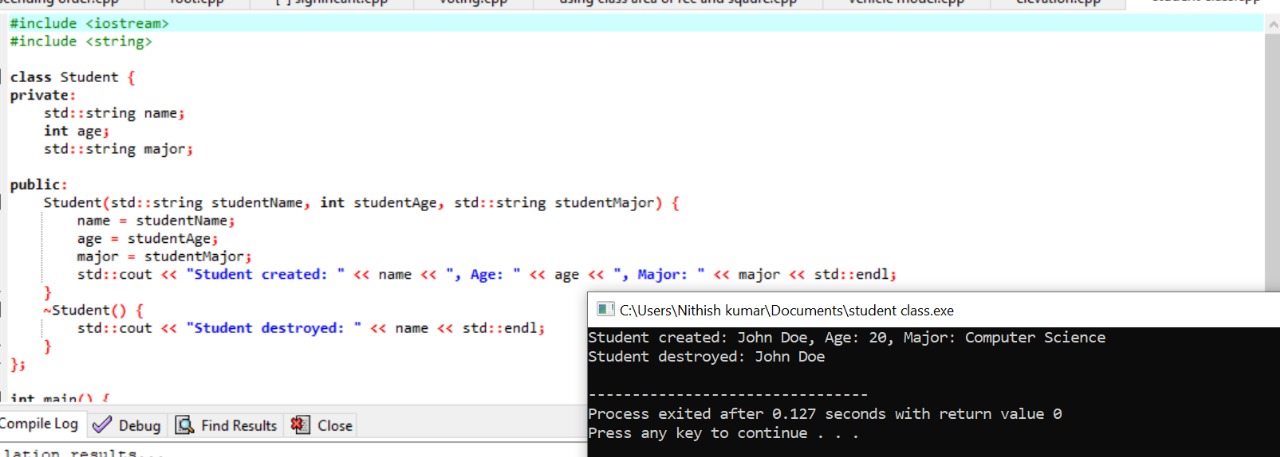 scending order.cpp root.cpp [*] significant.cpp voting.cpp using class area of rec and squdre.cpp vehicle model.cpp elevation.cpp student class.cpp
#include <iostream>
#include <string>
class Student {
private:
std::string name;
int age;
std::string major;
public:
Student(std::string studentName, int studentAge, std::string studentMajor) {
name = studentName;
age = studentAge;
major = studentMajor;
std::cout << "Student created: " << name << ", Age: " << age << ", Major: " << major << std::endl;
}
~Student() {
std::cout << "Student destroyed: " << name << std::endl;
}
};
int main() {
Compile Log Debug Find Results Close
lation results...
C:\Users\Nithish kumar\Documents\student class.exe
Student created: John Doe, Age: 20, Major: Computer Science
Student destroyed: John Doe
--------------------------------
Process exited after 0.127 seconds with return value 0
Press any key to continue . . .